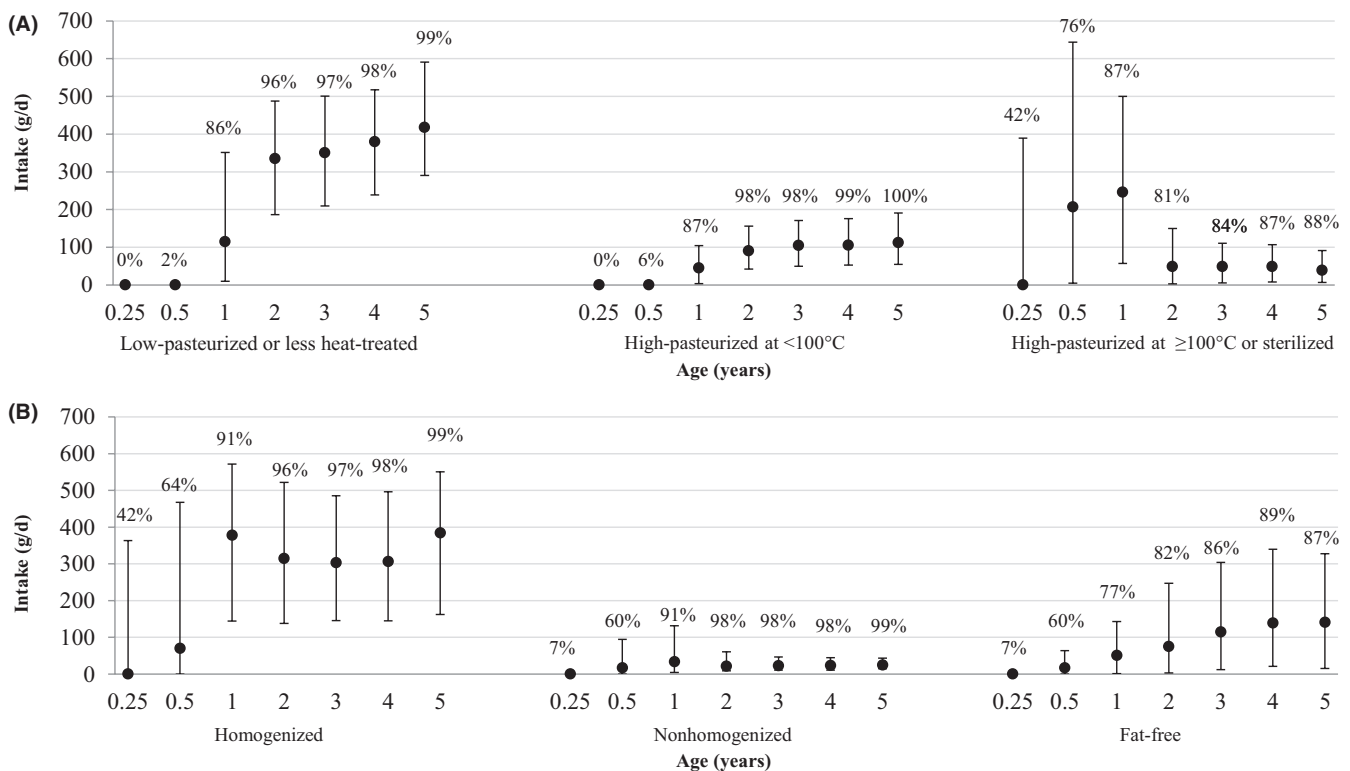 (A)
700
600
500
400
300
200
100
0
Intake (g/d)
0% 2% 86% 96% 97% 98% 99%
0% 6% 87% 98% 98% 99% 100%
42% 76% 87% 81% 84% 87% 88%
0.25 0.5 1 2 3 4 5 0.25 0.5 1 2 3 4 5 0.25 0.5 1 2 3 4 5
Low-pasteurized or less heat-treated High-pasteurized at <100°C High-pasteurized at ≥100°C or sterilized
Age (years)
(B)
700
600
500
400
300
200
100
0
Intake (g/d)
42% 64% 91% 96% 97% 98% 99%
7% 60% 91% 98% 98% 98% 99%
7% 60% 77% 82% 86% 89% 87%
0.25 0.5 1 2 3 4 5 0.25 0.5 1 2 3 4 5 0.25 0.5 1 2 3 4 5
Homogenized Nonhomogenized Fat-free
Age (years)